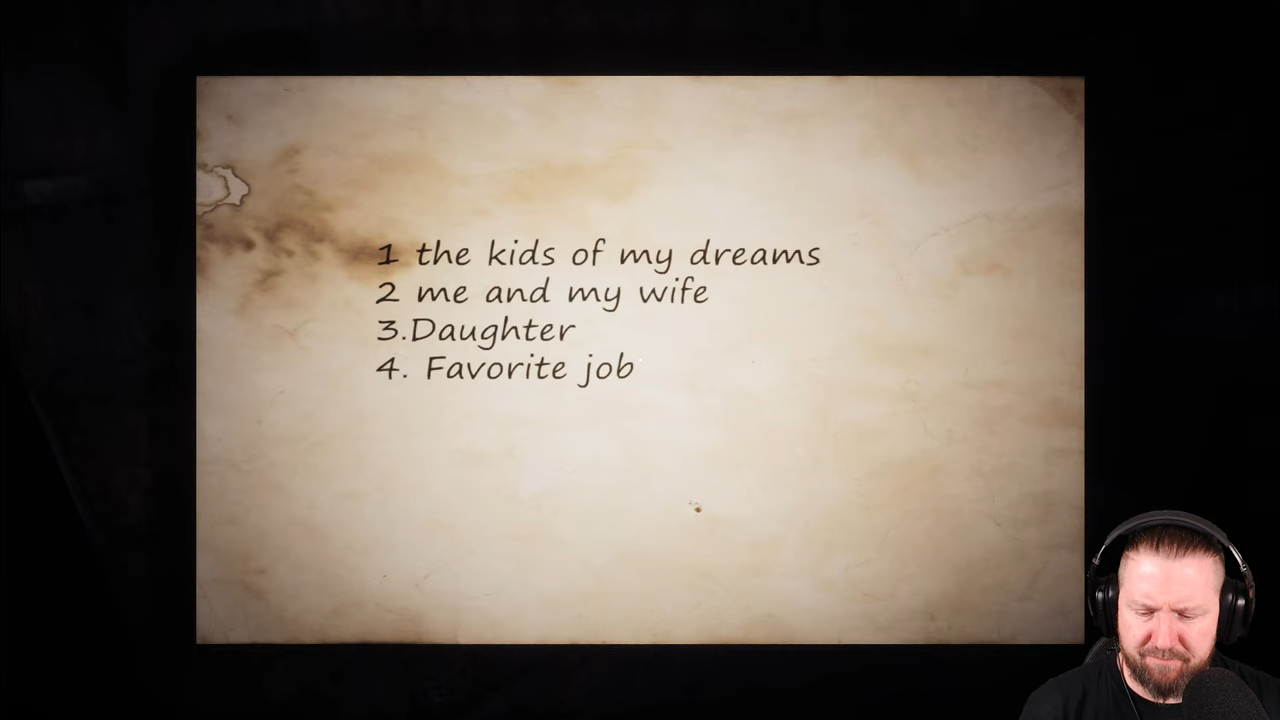 1 the kids of my dreams
2 me and my wife
3.Daughter
4. Favorite job